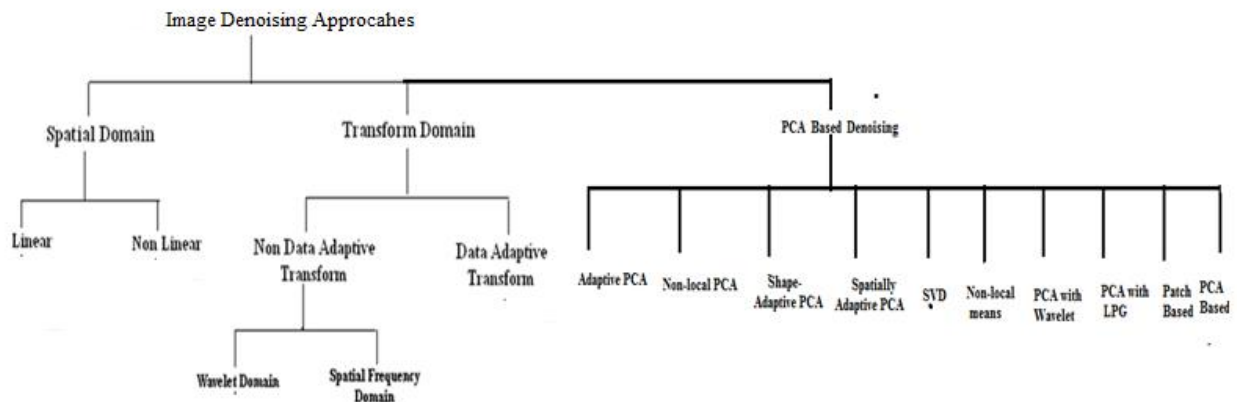 Image Denoising Approcahes
Spatial Domain
Transform Domain
PCA Based Denoising
Linear
Non Linear
Non Data Adaptive
Transform
Data Adaptive
Transform
Adaptive PCA
Non-local PCA
Shape-
Adaptive PCA
Spatially
Adaptive PCA
SVD
Non-local
means
PCA with
Wavelet
PCA with
LPG
Patch
Based
PCA
Based
Wavelet Domain
Spatial Frequency
Domain